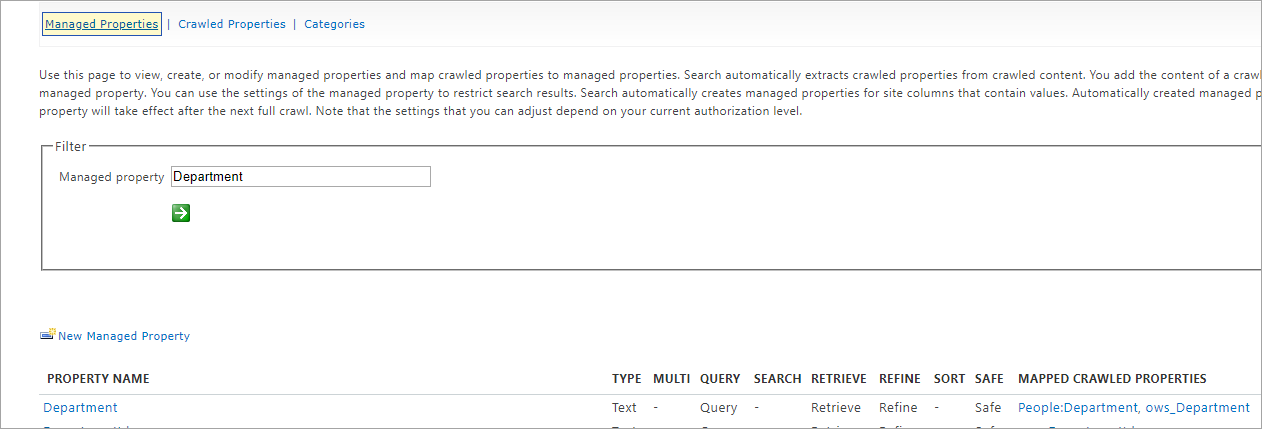 Managed Properties | Crawled Properties | Categories
Use this page to view, create, or modify managed properties and map crawled properties to managed properties. Search automatically extracts crawled properties from crawled content. You add the content of a
managed property. You can use the settings of the managed property to restrict search results. Search automatically creates managed properties for site columns that contain values. Automatically created managed
property will take effect after the next full crawl. Note that the settings that you can adjust depend on your current authorization level.
Filter
Managed property Department
New Managed Property
PROPERTY NAME TYPE MULTI QUERY SEARCH RETRIEVE REFINE SORT SAFE MAPPED CRAWLED PROPERTIES
Department Text - Query - Retrieve Refine - Safe People:Department, ows_Department